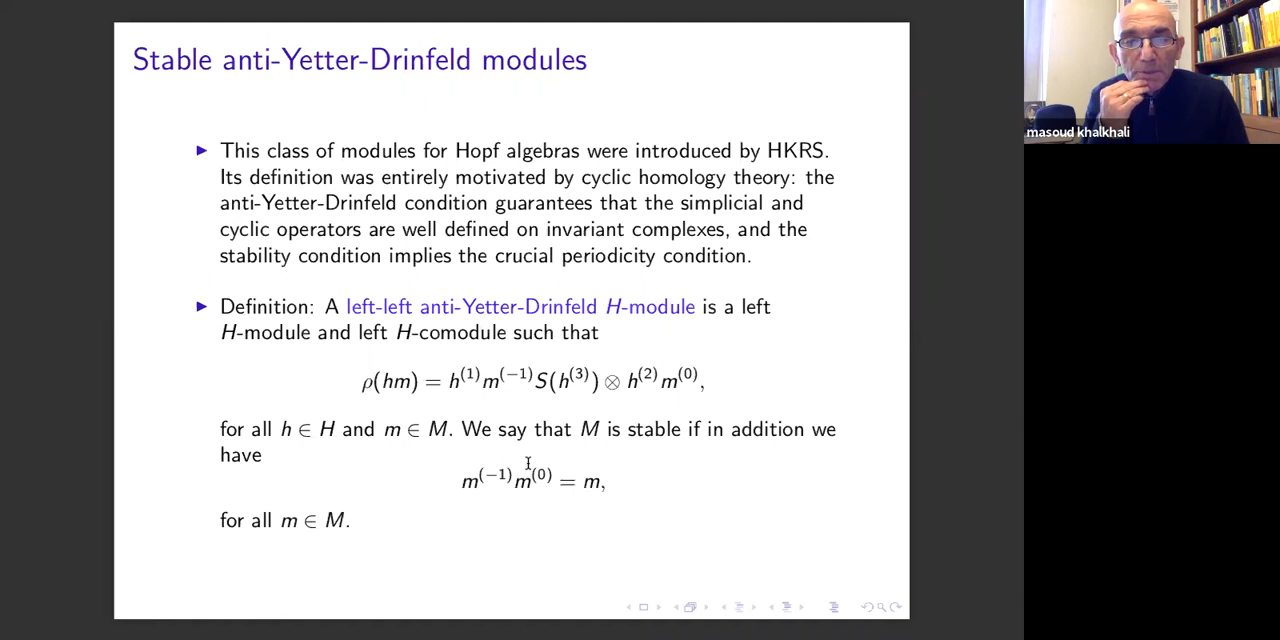 Stable anti-Yetter-Drinfeld modules
▶ This class of modules for Hopf algebras were introduced by HKRS.
Its definition was entirely motivated by cyclic homology theory: the
anti-Yetter-Drinfeld condition guarantees that the simplicial and
cyclic operators are well defined on invariant complexes, and the
stability condition implies the crucial periodicity condition.
▶ Definition: A left-left anti-Yetter-Drinfeld H-module is a left
H-module and left H-comodule such that
ρ(hm) = h^(1)m^(−1)S(h^(3)) ⊗ h^(2)m^(0),
for all h ∈ H and m ∈ M. We say that M is stable if in addition we
have
m^(−1)m^(0) = m,
for all m ∈ M.
masoud khalkhali